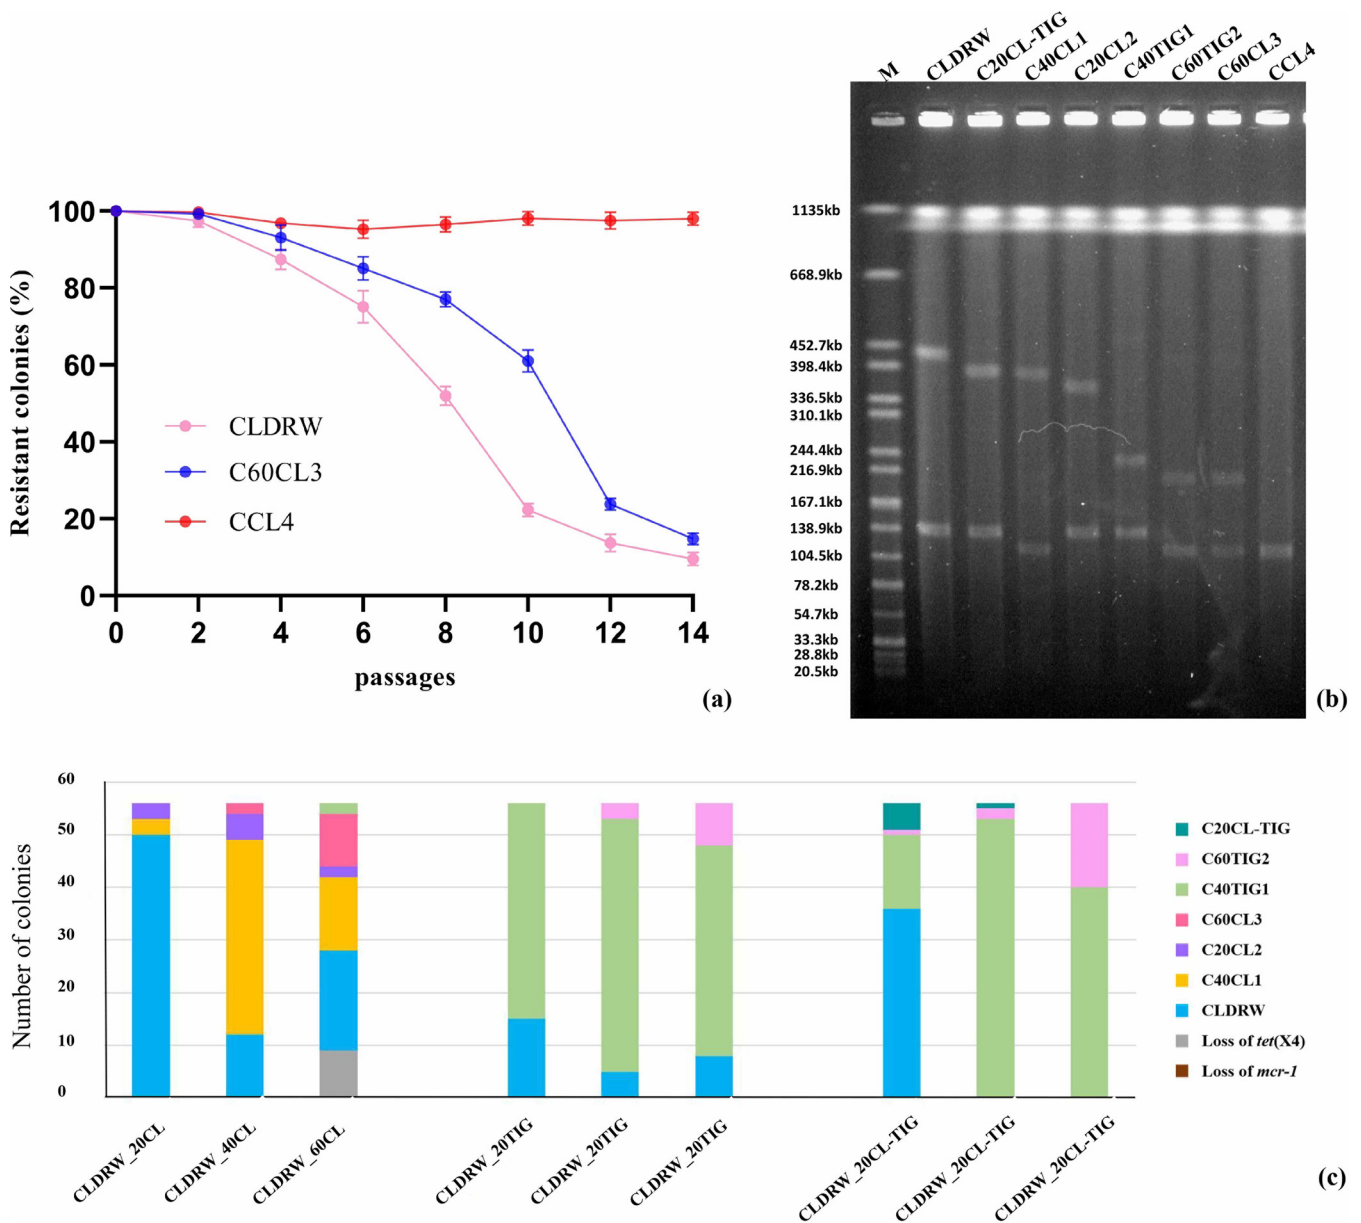 100
80
60
40
20
0
0 2 4 6 8 10 12 14
Resistant colonies (%)
passages
CLDRW
C60CL3
CCL4
(a)
M CLDRW C20CL-TIG C40CL1 C20CL2 C40TIG1 C60TIG2 C60CL3 CCL4
1135kb
668.9kb
452.7kb
398.4kb
336.5kb
310.1kb
244.4kb
216.9kb
167.1kb
138.9kb
104.5kb
78.2kb
54.7kb
33.3kb
28.8kb
20.5kb
(b)
60
50
40
30
20
10
0
Number of colonies
CLDRW_20CL CLDRW_40CL CLDRW_60CL CLDRW_20TIG CLDRW_20TIG CLDRW_20TIG CLDRW_20CL-TIG CLDRW_20CL-TIG CLDRW_20CL-TIG
C20CL-TIG
C60TIG2
C40TIG1
C60CL3
C20CL2
C40CL1
CLDRW
Loss of tet(X4)
Loss of mcr-1
(c)